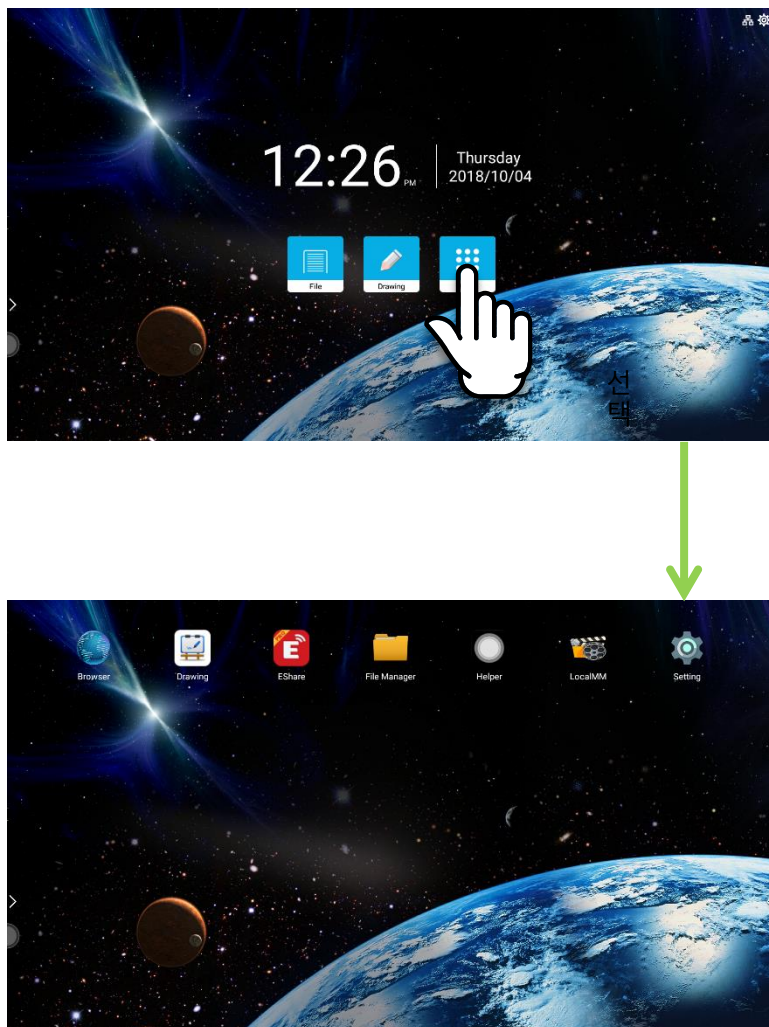 12:26 PM
Thursday
2018/10/04
File
Drawing
선
택
Browser
Drawing
EShare
File Manager
Helper
LocalMM
Setting